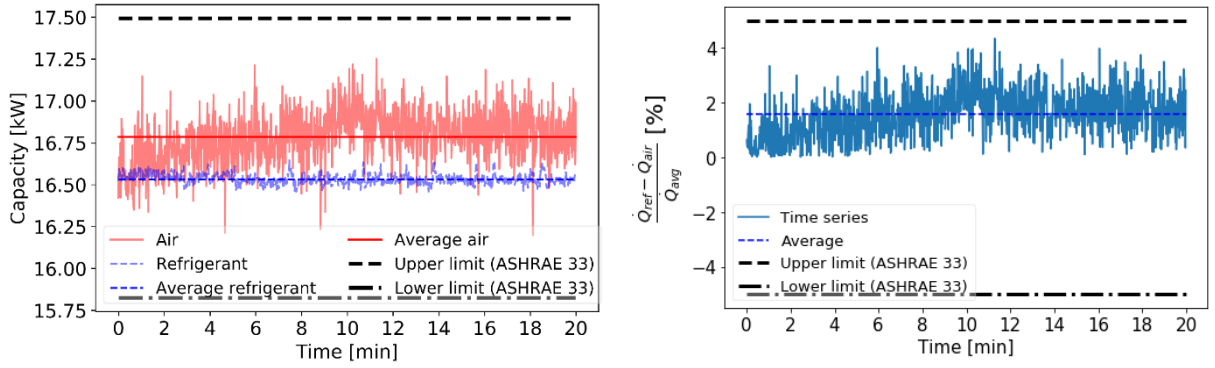 17.50
17.25
17.00
16.75
16.50
16.25
16.00
15.75
Capacity [kW]
Air
Refrigerant
Average refrigerant
Average air
Upper limit (ASHRAE 33)
Lower limit (ASHRAE 33)
0 2 4 6 8 10 12 14 16 18 20
Time [min]
4
2
0
−2
−4
Q̇ref − Q̇air
Q̇avg
[%]
Time series
Average
Upper limit (ASHRAE 33)
Lower limit (ASHRAE 33)
0 2 4 6 8 10 12 14 16 18 20
Time [min]